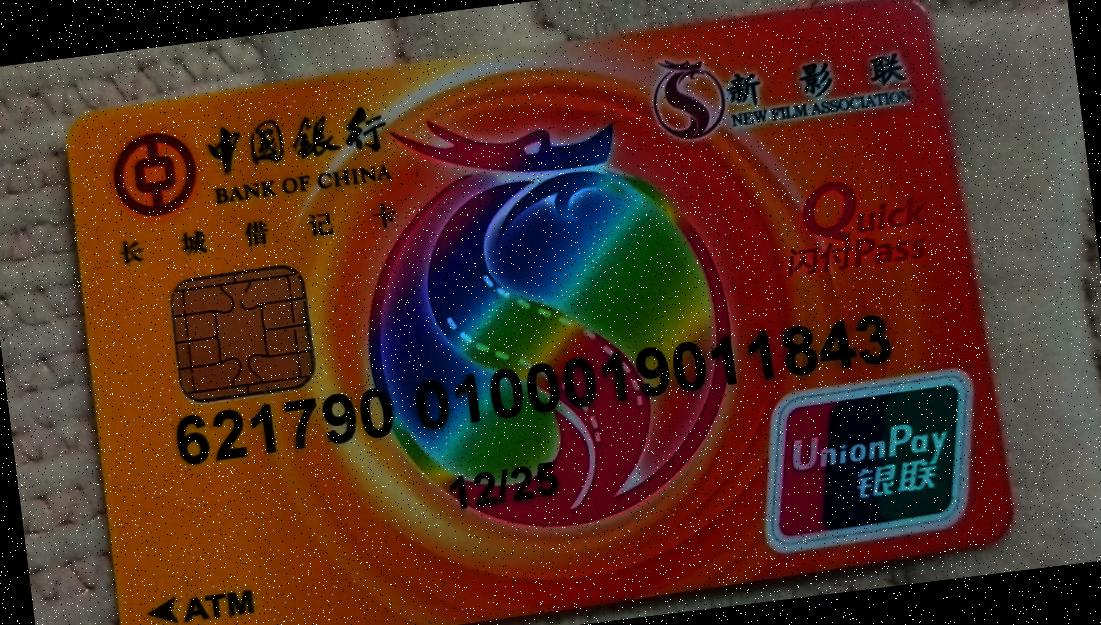 中国银行
BANK OF CHINA
长城借记卡
新影联
NEW FILM ASSOCIATION
Quick
闪付Pass
621790 0100019011843
12/25
UnionPay
银联
ATM